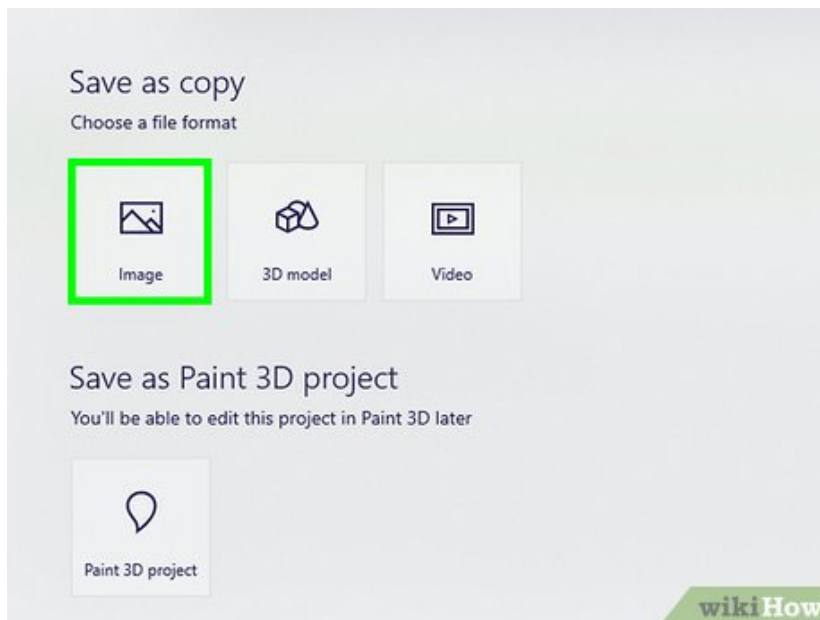 Save as copy
Choose a file format
Image 3D model Video
Save as Paint 3D project
You'll be able to edit this project in Paint 3D later
Paint 3D project
wikiHow